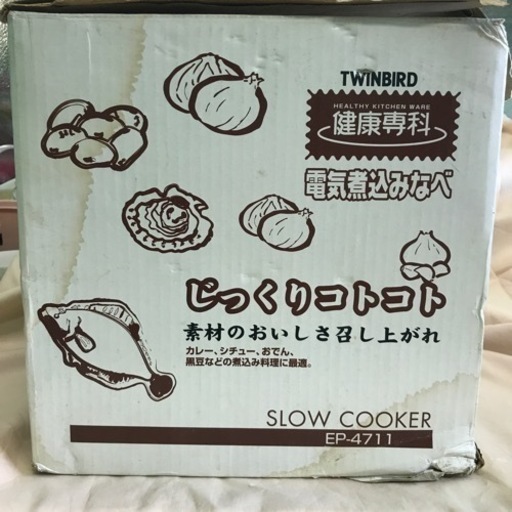 TWINBIRD
HEALTHY KITCHEN WARE
健康専科
電気煮込みなべ
じっくりコトコト
素材のおいしさ召し上がれ
カレー、シチュー、おでん、
黒豆などの煮込み料理に最適。
SLOW COOKER
EP-4711